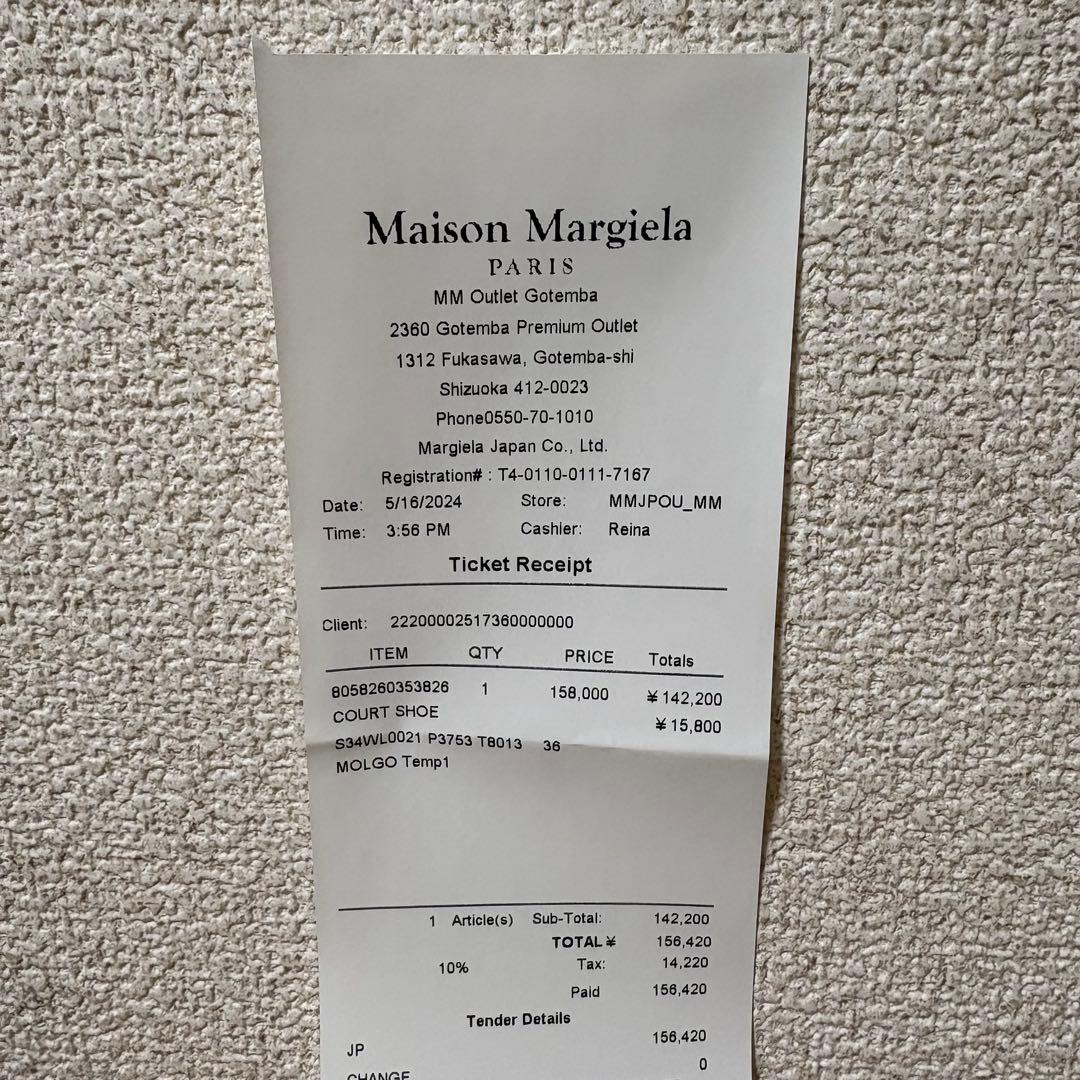 Maison Margiela
PARIS
MM Outlet Gotemba
2360 Gotemba Premium Outlet
1312 Fukasawa, Gotemba-shi
Shizuoka 412-0023
Phone0550-70-1010
Margiela Japan Co., Ltd.
Registration# : T4-0110-0111-7167
Date: 5/16/2024 Store: MMJPOU_MM
Time: 3:56 PM Cashier: Reina
Ticket Receipt
Client: 22200002517360000000
ITEM QTY PRICE Totals
8058260353826 1 158,000 ¥142,200
COURT SHOE ¥15,800
S34WL0021 P3753 T8013 36
MOLGO Temp1
1 Article(s) Sub-Total: 142,200
TOTAL¥ 156,420
10% Tax: 14,220
Paid 156,420
Tender Details
JP 156,420
CHANGE 0